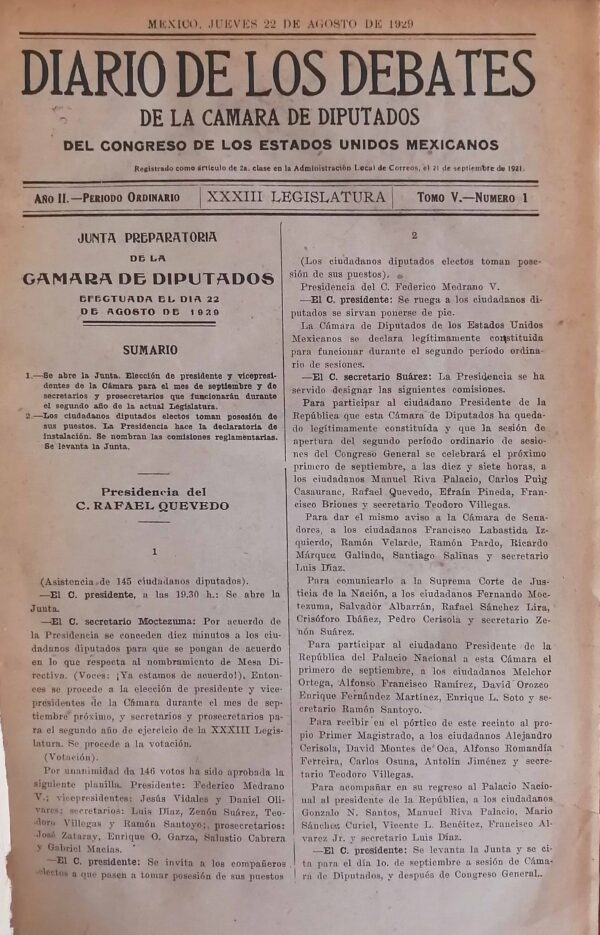 MEXICO, JUEVES 22 DE AGOSTO DE 1929
DIARIO DE LOS DEBATES
DE LA CAMARA DE DIPUTADOS
DEL CONGRESO DE LOS ESTADOS UNIDOS MEXICANOS
Registrado como artículo de 2a. clase en la Administración Local de Correos, el 21 de septiembre de 1921.
AÑO II.—PERIODO ORDINARIO
XXXIII LEGISLATURA
TOMO V.—NUMERO 1
JUNTA PREPARATORIA
DE LA
CAMARA DE DIPUTADOS
EFECTUADA EL DIA 22
DE AGOSTO DE 1929
SUMARIO
1.—Se abre la Junta. Elección de presidente y vicepresi-
dentes de la Cámara para el mes de septiembre y de
secretarios y prosecretarios que funcionarán durante
el segundo año de la actual Legislatura.
2.—Los ciudadanos diputados electos toman posesión de
sus puestos. La Presidencia hace la declaratoria de
instalación. Se nombran las comisiones reglamentarias.
Se levanta la Junta.
Presidencia del
C. RAFAEL QUEVEDO
1
(Asistencia de 145 ciudadanos diputados).
—El C. presidente, a las 19.30 h.: Se abre la
Junta.
—El C. secretario Moctezuma: Por acuerdo de
la Presidencia se conceden diez minutos a los ciu-
dadanos diputados para que se pongan de acuerdo
en lo que respecta al nombramiento de Mesa Di-
rectiva. (Voces: ¡Ya estamos de acuerdo!), Enton-
ces se procede a la elección de presidente y vice-
presidentes de la Cámara durante el mes de sep-
tiembre próximo, y secretarios y prosecretarios pa-
ra el segundo año de ejercicio de la XXXIII Legis-
latura. Se procede a la votación.
(Votación).
Por unanimidad da 146 votos ha sido aprobada la
siguiente planilla. Presidente: Federico Medrano
V.; vicepresidentes: Jesús Vidales y Daniel Oli-
vares; secretarios: Luis Díaz, Zenón Suárez, Teo-
doro Villegas y Ramón Santoyo;, prosecretarios:
José Zataray, Enrique O. Garza, Salustio Cabrera
y Gabriel Macías.
—El C. presidente: Se invita a los compañeros
electos a que pasen a tomar posesión de sus puestos
2
(Los ciudadanos diputados electos toman pose-
sión de sus puestos).
Presidencia del C. Federico Medrano V.
—El C. presidente: Se ruega a los ciudadanos di-
putados se sirvan ponerse de pie.
La Cámara de Diputados de los Estados Unidos
Mexicanos se declara legítimamente constituida
para funcionar durante el segundo período ordina-
rio de sesiones.
—El C. secretario Suárez: La Presidencia se ha
servido designar las siguientes comisiones.
Para participar al ciudadano Presidente de la
República que esta Cámara de Diputados ha queda-
do legítimamente constituida y que la sesión de
apertura del segundo período ordinario de sesio-
nes del Congreso General se celebrará el próximo
primero de septiembre, a las diez y siete horas, a
los ciudadanos Manuel Riva Palacio, Carlos Puig
Casauranc, Rafael Quevedo, Efraín Pineda, Fran-
cisco Briones y secretario Teodoro Villegas.
Para dar el mismo aviso a la Cámara de Sena-
dores, a los ciudadanos Francisco Labastida Iz-
quierdo, Ramón Velarde, Ramón Pardo, Ricardo
Márquez Galindo, Santiago Salinas y secretario
Luis Díaz.
Para comunicarlo a la Suprema Corte de Jus-
ticia de la Nación, a los ciudadanos Fernando Moc-
tezuma, Salvador Albarrán, Rafael Sánchez Lira,
Crisóforo Ibáñez, Pedro Cerisola y secretario Ze-
nón Suárez.
Para participar al ciudadano Presidente de la
República del Palacio Nacional a esta Cámara el
primero de septiembre, a los ciudadanos Melchor
Ortega, Alfonso Francisco Ramírez, David Orozco
Enrique Fernández Martínez, Enrique L. Soto y se-
cretario Ramón Santoyo.
Para recibir en el pórtico de este recinto al pro-
pio Primer Magistrado, a los ciudadanos Alejandro
Cerisola, David Montes de Oca, Alfonso Romandía
Ferreira, Carlos Osuna, Antolín Jiménez y secre-
tario Teodoro Villegas.
Para acompañar en su regreso al Palacio Nacio-
nal al presidente de la República, a los ciudadanos
Gonzalo N. Santos, Manuel Riva Palacio, Mario
Sánchez Curiel, Vicente L. Benéitez, Francisco Al-
varez Jr. y secretario Luis Díaz.
—El C. presidente: Se levanta la Junta y se ci-
ta para el día 1o. de septiembre a sesión de Cáma-
ra de Diputados, y después de Congreso General..